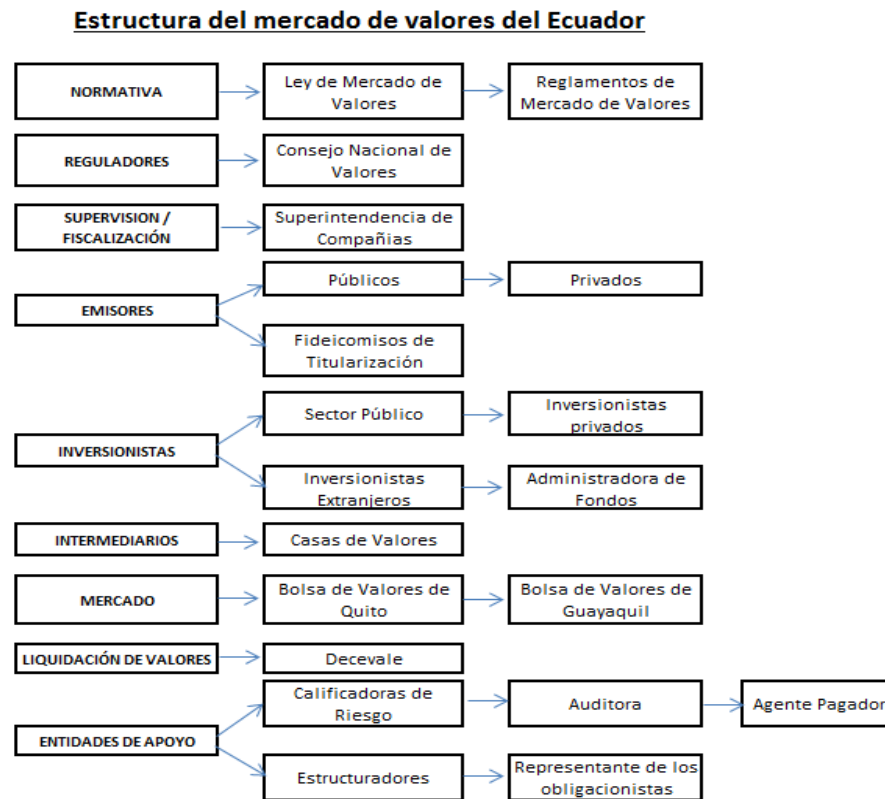 Estructura del mercado de valores del Ecuador
NORMATIVA
Ley de Mercado de
Valores
Reglamentos de
Mercado de Valores
REGULADORES
Consejo Nacional de
Valores
SUPERVISION /
FISCALIZACIÓN
Superintendencia de
Compañias
EMISORES
Públicos
Privados
Fideicomisos de
Titularización
INVERSIONISTAS
Sector Público
Inversionistas
privados
Inversionistas
Extranjeros
Administradora de
Fondos
INTERMEDIARIOS
Casas de Valores
MERCADO
Bolsa de Valores de
Quito
Bolsa de Valores de
Guayaquil
LIQUIDACIÓN DE VALORES
Decevale
ENTIDADES DE APOYO
Calificadoras de
Riesgo
Auditora
Agente Pagador
Estructuradores
Representante de los
obligacionistas